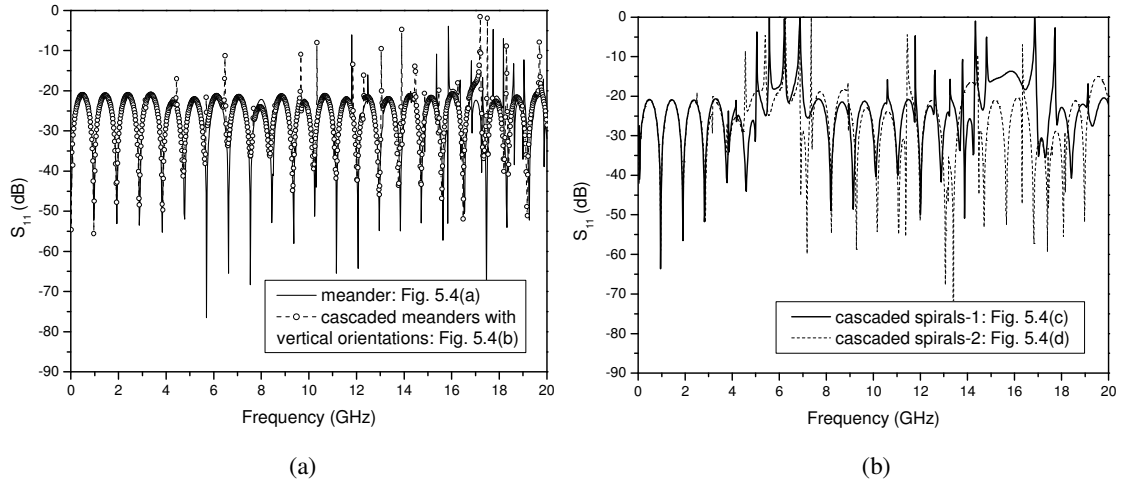 0
-10
-20
-30
-40
-50
-60
-70
-80
-90
S11 (dB)
0 2 4 6 8 10 12 14 16 18 20
Frequency (GHz)
meander: Fig. 5.4(a)
cascaded meanders with
vertical orientations: Fig. 5.4(b)
(a)
0
-10
-20
-30
-40
-50
-60
-70
-80
-90
S11 (dB)
0 2 4 6 8 10 12 14 16 18 20
Frequency (GHz)
cascaded spirals-1: Fig. 5.4(c)
cascaded spirals-2: Fig. 5.4(d)
(b)